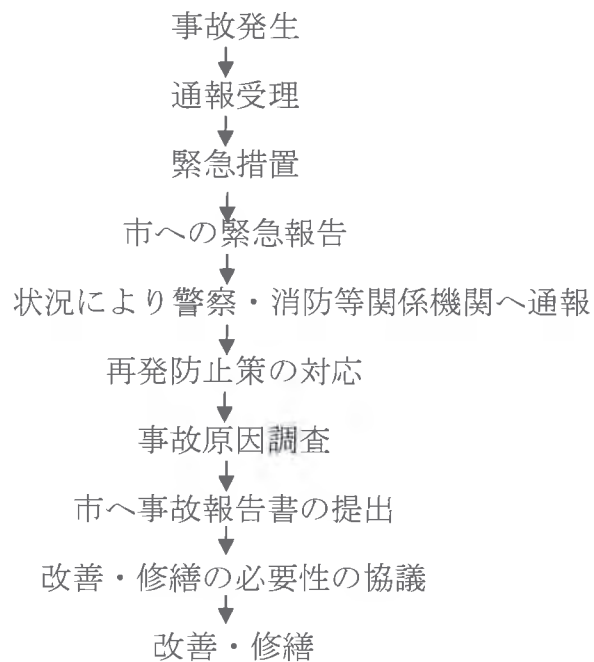 事故発生
通報受理
緊急措置
市への緊急報告
状況により警察・消防等関係機関へ通報
再発防止策の対応
事故原因調査
市へ事故報告書の提出
改善・修繕の必要性の協議
改善・修繕